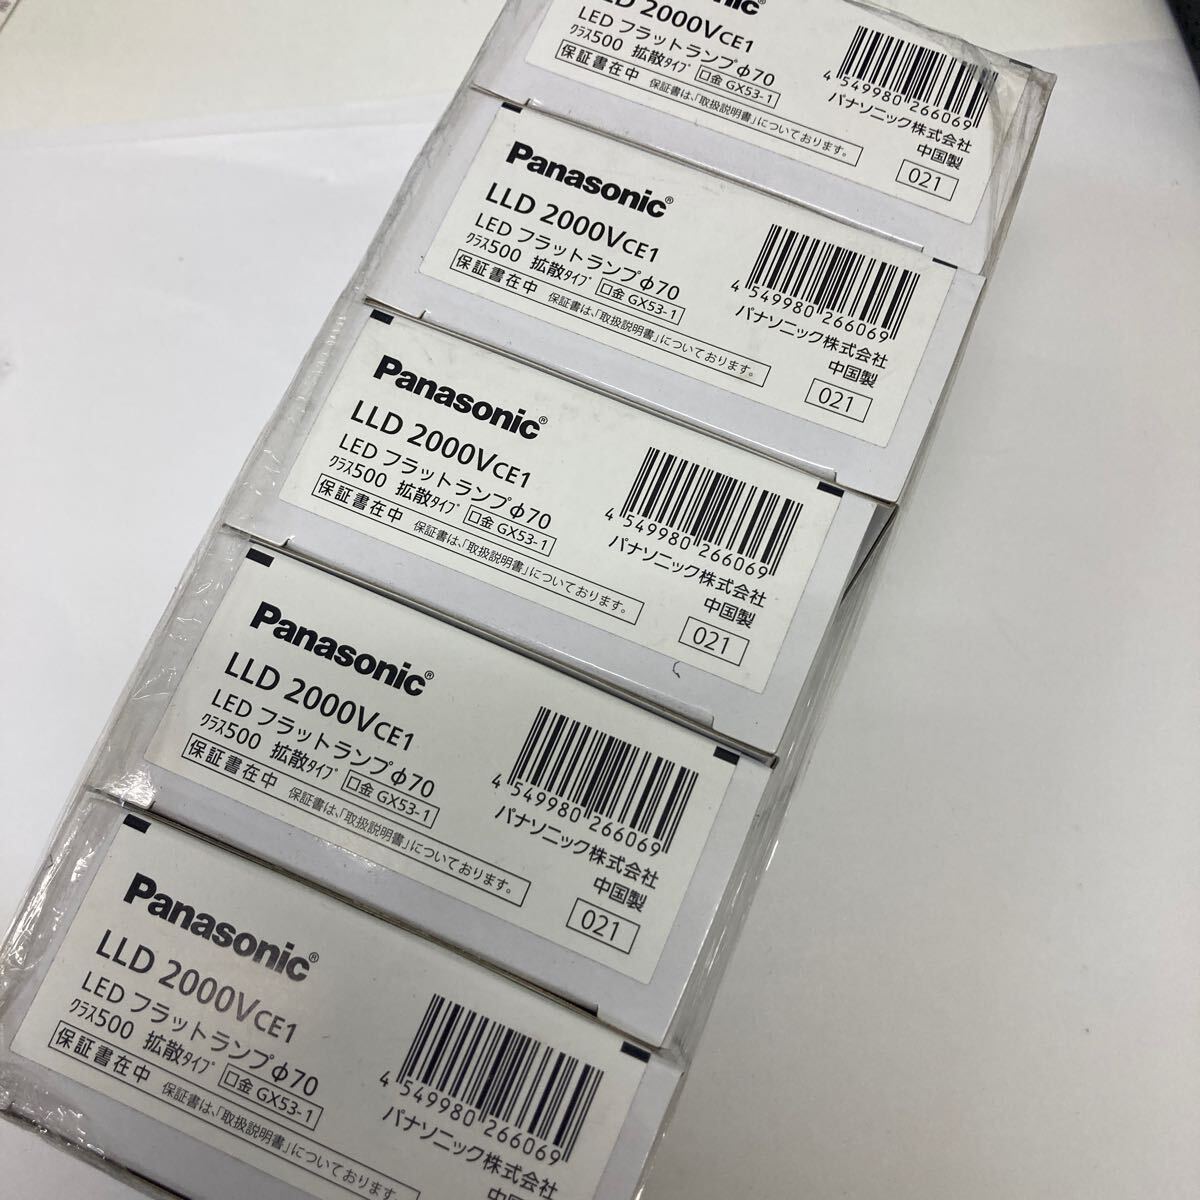 LLD 2000VCE1
LED フラットランプφ70
クラス500 拡散タイプ 口金 GX53-1
保証書在中 保証書は、「取扱説明書」についております。
4 549980 266069
パナソニック株式会社
中国製
021
Panasonic®
LLD 2000VCE1
LED フラットランプφ70
クラス500 拡散タイプ 口金 GX53-1
保証書在中 保証書は、「取扱説明書」についております。
4 549980 266069
パナソニック株式会社
中国製
021
Panasonic®
LLD 2000VCE1
LED フラットランプφ70
クラス500 拡散タイプ 口金 GX53-1
保証書在中 保証書は、「取扱説明書」についております。
4 549980 266069
パナソニック株式会社
中国製
021
Panasonic®
LLD 2000VCE1
LED フラットランプφ70
クラス500 拡散タイプ 口金 GX53-1
保証書在中 保証書は、「取扱説明書」についております。
4 549980 266069
パナソニック株式会社
中国製
021
Panasonic®
LLD 2000VCE1
LED フラットランプφ70
クラス500 拡散タイプ 口金 GX53-1
保証書在中 保証書は、「取扱説明書」についております。
4 549980 266069
パナソニック株式会社
中国製